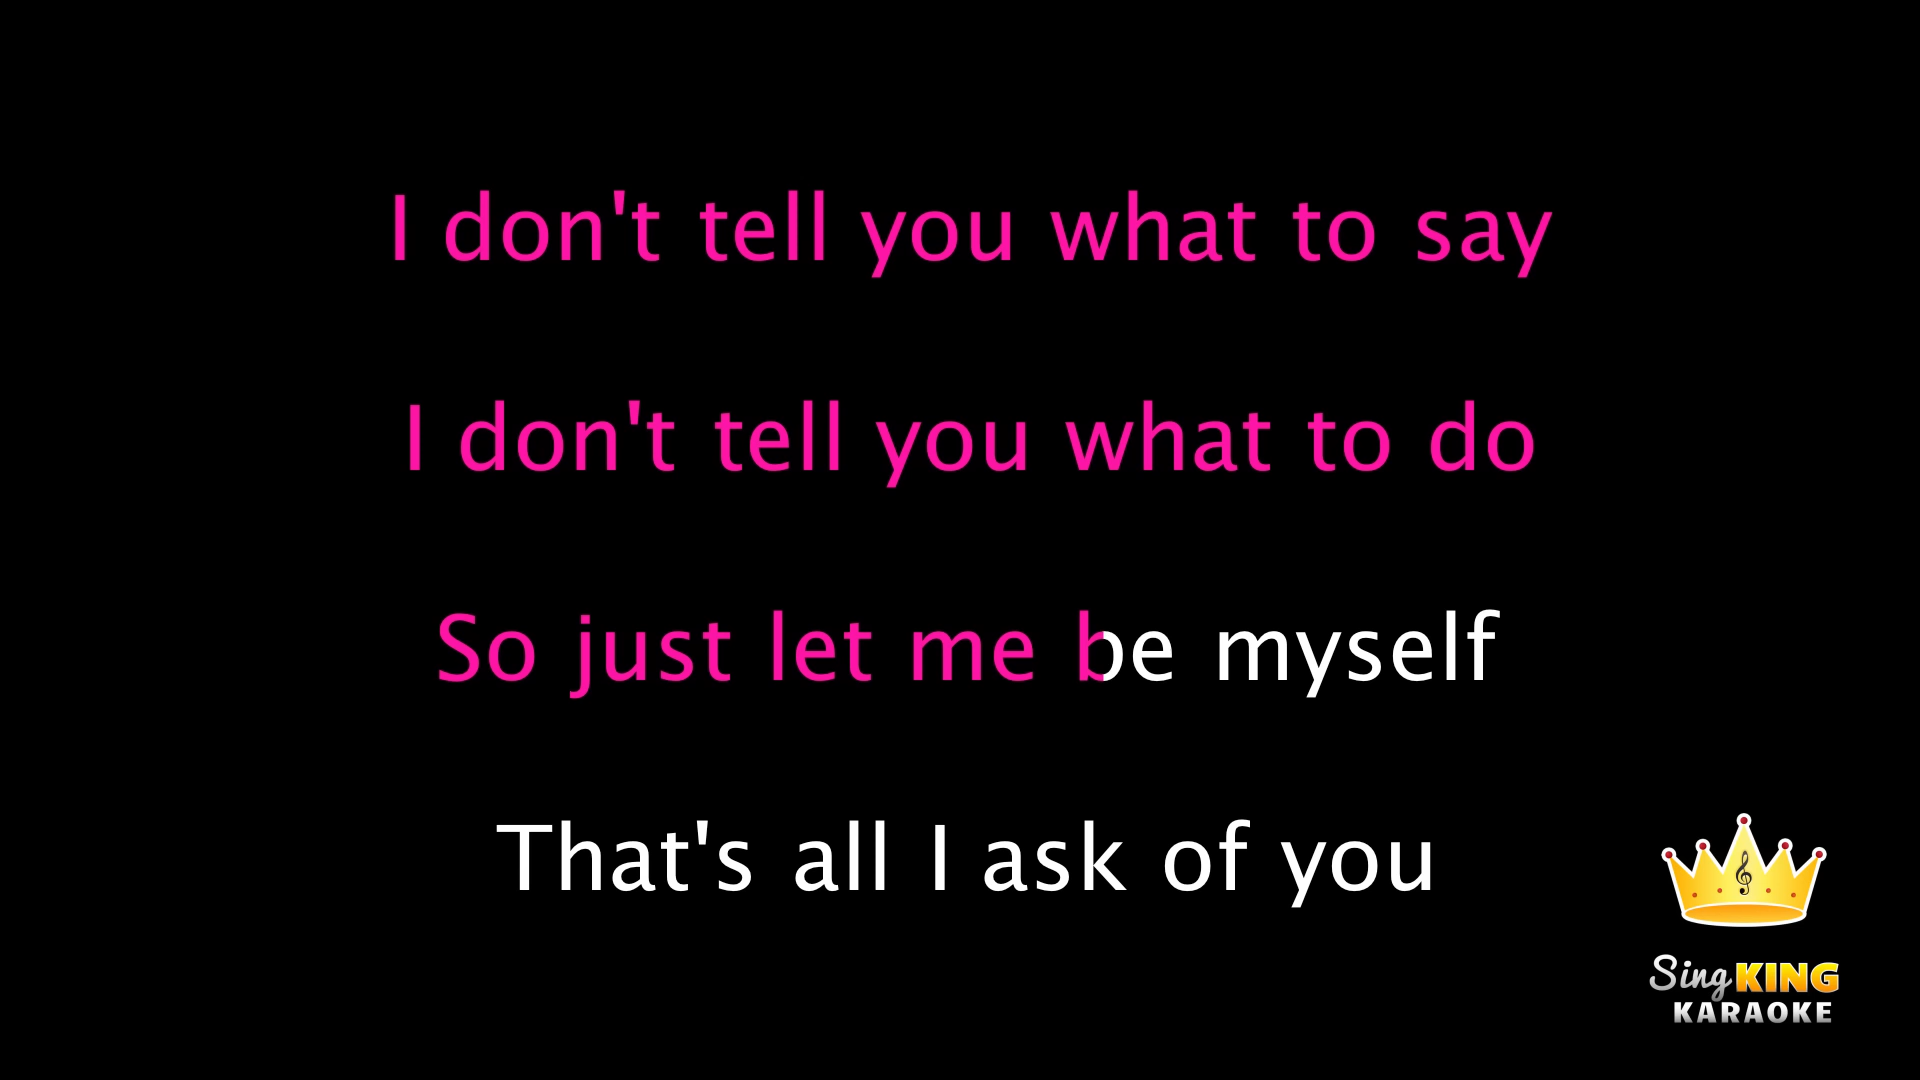 I don't tell you what to say
I don't tell you what to do
So just let me be myself
That's all I ask of you
Sing KING
KARAOKE